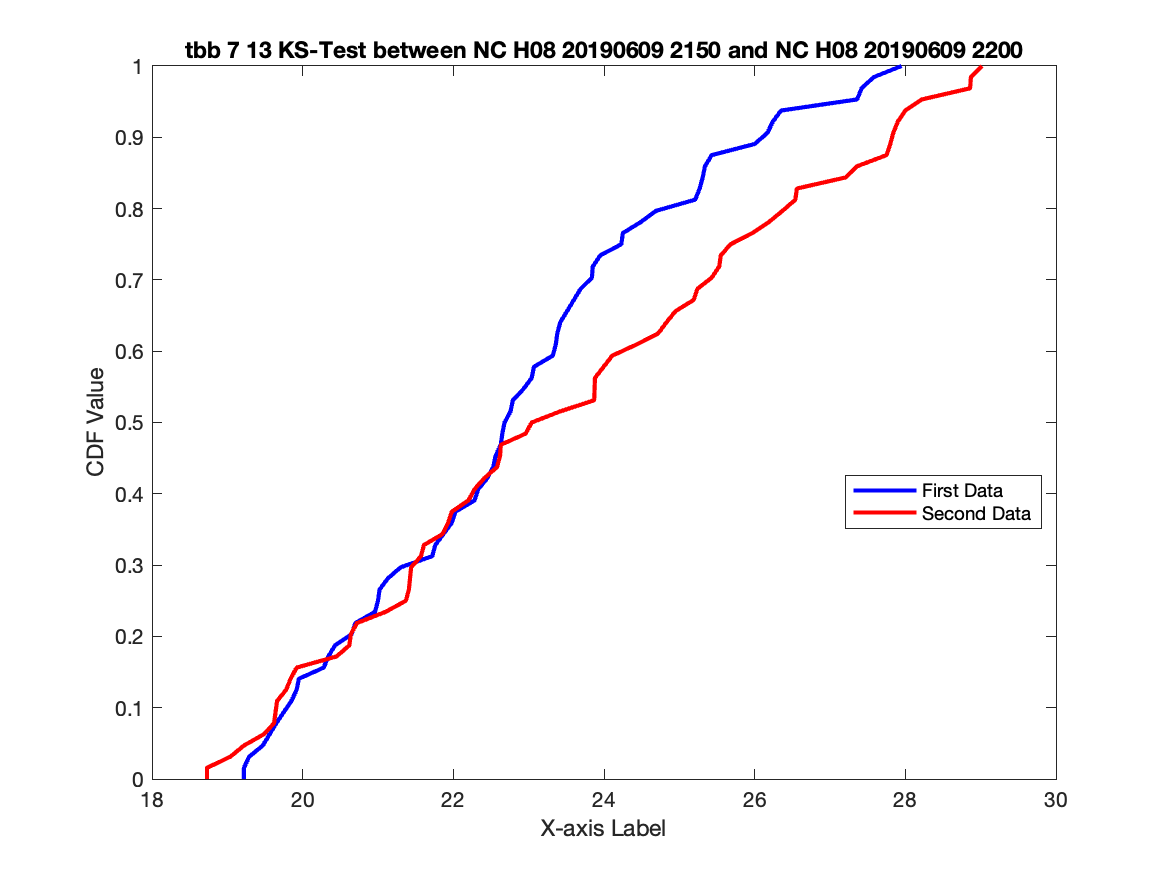 tbb 7 13 KS-Test between NC H08 20190609 2150 and NC H08 20190609 2200
1
0.9
0.8
0.7
0.6
0.5
0.4
0.3
0.2
0.1
0
CDF Value
First Data
Second Data
18 20 22 24 26 28 30
X-axis Label